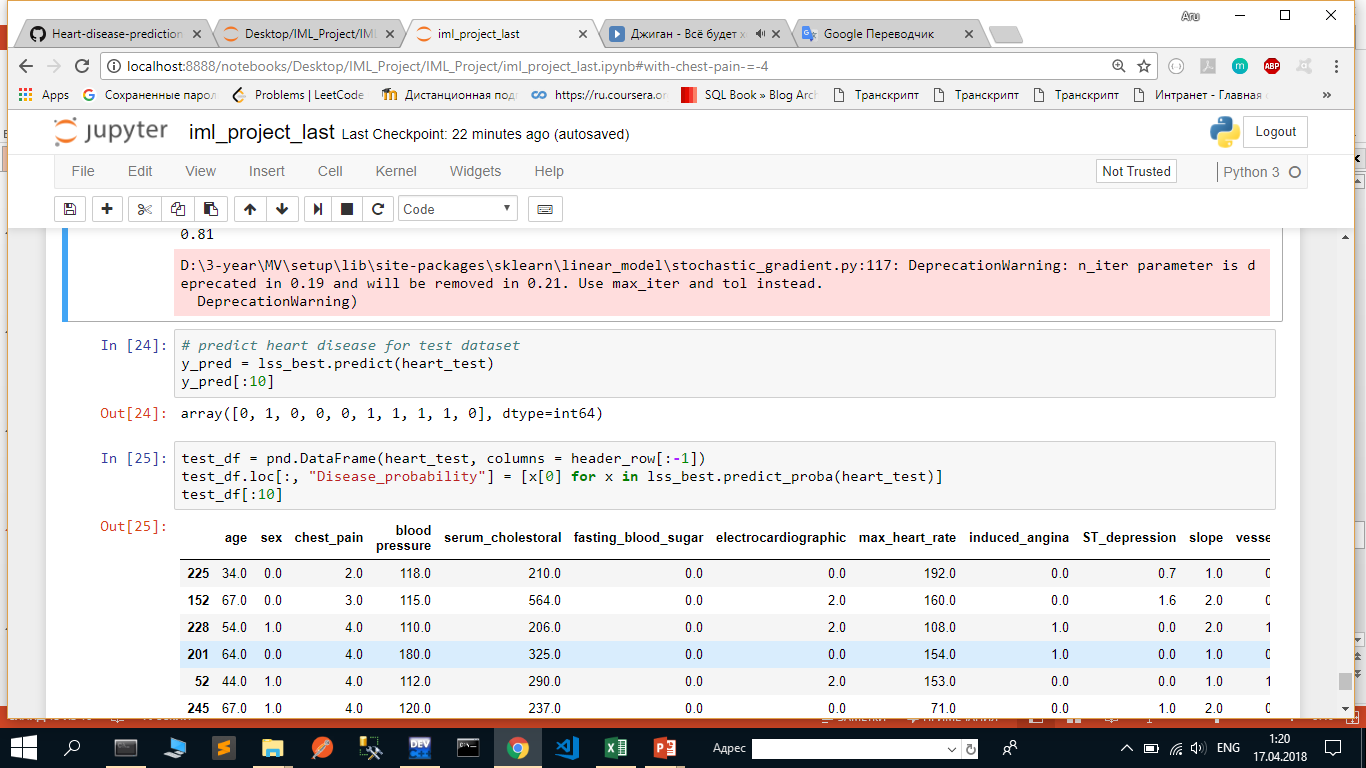 Aru
Heart-disease-prediction
Desktop/IML_Project/IML
iml_project_last
Джиган - Всё будет х
Google Переводчик
localhost:8888/notebooks/Desktop/IML_Project/IML_Project/iml_project_last.ipynb#with-chest-pain-=-4
Apps
Сохраненные парол
Problems | LeetCode
Дистанционная под
https://ru.coursera.or
SQL Book » Blog Arch
Транскрипт
Транскрипт
Транскрипт
Интранет - Главная
jupyter iml_project_last Last Checkpoint: 22 minutes ago (autosaved)
Logout
File Edit View Insert Cell Kernel Widgets Help
Not Trusted
Python 3
Code
0.81
D:\3-year\MV\setup\lib\site-packages\sklearn\linear_model\stochastic_gradient.py:117: DeprecationWarning: n_iter parameter is d
eprecated in 0.19 and will be removed in 0.21. Use max_iter and tol instead.
DeprecationWarning)
In [24]: # predict heart disease for test dataset
y_pred = lss_best.predict(heart_test)
y_pred[:10]
Out[24]: array([0, 1, 0, 0, 0, 1, 1, 1, 1, 0], dtype=int64)
In [25]: test_df = pnd.DataFrame(heart_test, columns = header_row[:-1])
test_df.loc[:, "Disease_probability"] = [x[0] for x in lss_best.predict_proba(heart_test)]
test_df[:10]
Out[25]:
age sex chest_pain blood pressure serum_cholestoral fasting_blood_sugar electrocardiographic max_heart_rate induced_angina ST_depression slope vesse
225 34.0 0.0 2.0 118.0 210.0 0.0 0.0 192.0 0.0 0.7 1.0 0
152 67.0 0.0 3.0 115.0 564.0 0.0 2.0 160.0 0.0 1.6 2.0 0
228 54.0 1.0 4.0 110.0 206.0 0.0 2.0 108.0 1.0 0.0 2.0 1
201 64.0 0.0 4.0 180.0 325.0 0.0 0.0 154.0 1.0 0.0 1.0 0
52 44.0 1.0 4.0 112.0 290.0 0.0 2.0 153.0 0.0 0.0 1.0 1
245 67.0 1.0 4.0 120.0 237.0 0.0 0.0 71.0 0.0 1.0 2.0 0
Адрес
ENG
1:20
17.04.2018